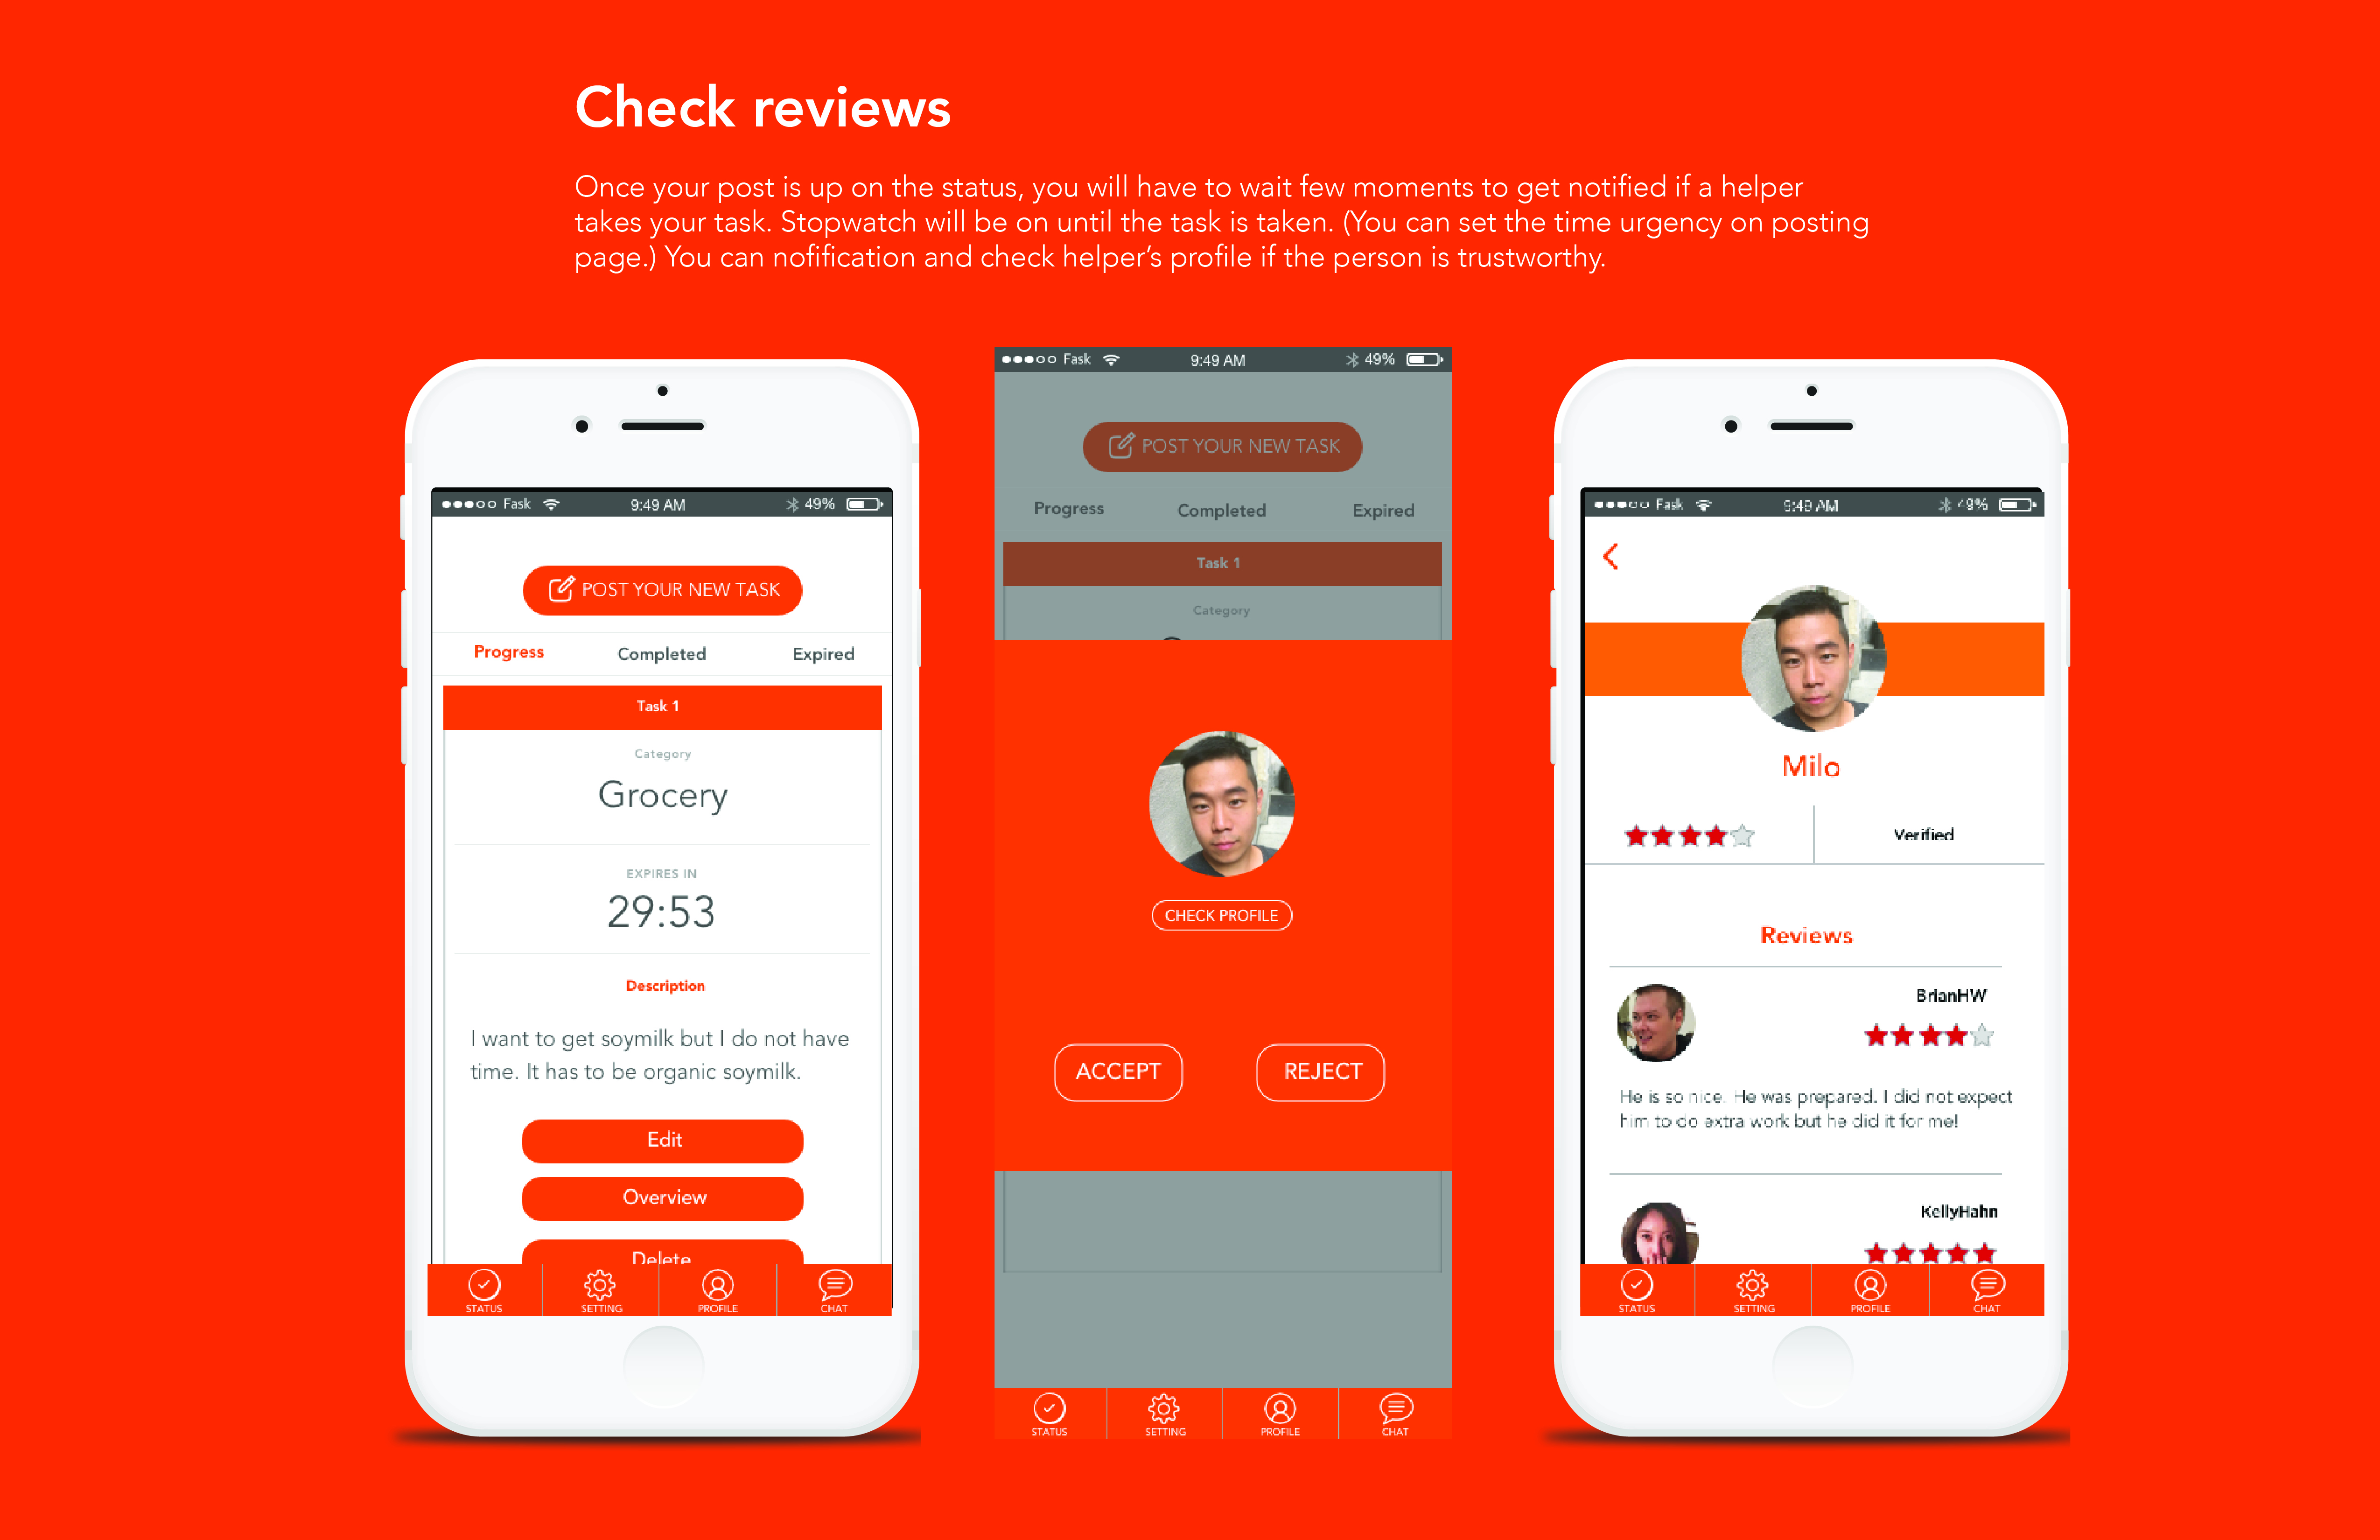 Check reviews
Once your post is up on the status, you will have to wait few moments to get notified if a helper
takes your task. Stopwatch will be on until the task is taken. (You can set the time urgency on posting
page.) You can nofification and check helper's profile if the person is trustworthy.
Fask 9:49 AM 49%
POST YOUR NEW TASK
Progress Completed Expired
Task 1
Category
Grocery
EXPIRES IN
29:53
Description
I want to get soymilk but I do not have
time. It has to be organic soymilk.
Edit
Overview
Delete
STATUS SETTING PROFILE CHAT
Fask 9:49 AM 49%
POST YOUR NEW TASK
Progress Completed Expired
Task 1
Category
CHECK PROFILE
ACCEPT REJECT
STATUS SETTING PROFILE CHAT
Fask 9:49 AM 49%
Milo
Verified
Reviews
BrianHW
He is so nice. He was prepared. I did not expect
him to do extra work but he did it for me!
KellyHahn
STATUS SETTING PROFILE CHAT